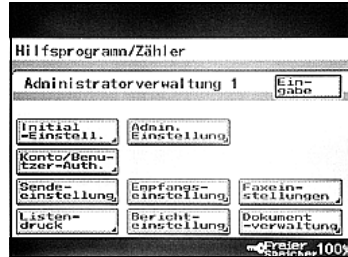 Hilfsprogramm/Zähler
Administratorverwaltung 1
Ein-
gabe
Initial
-Einstell.
Admin.
Einstellung
Konto/Benu-
tzer-Auth.
Sende-
einstellung
Empfangs-
einstellung
Faxein-
stellungen
Listen-
druck
Bericht-
einstellung
Dokument
-verwaltung
Freier
Speicher
100%